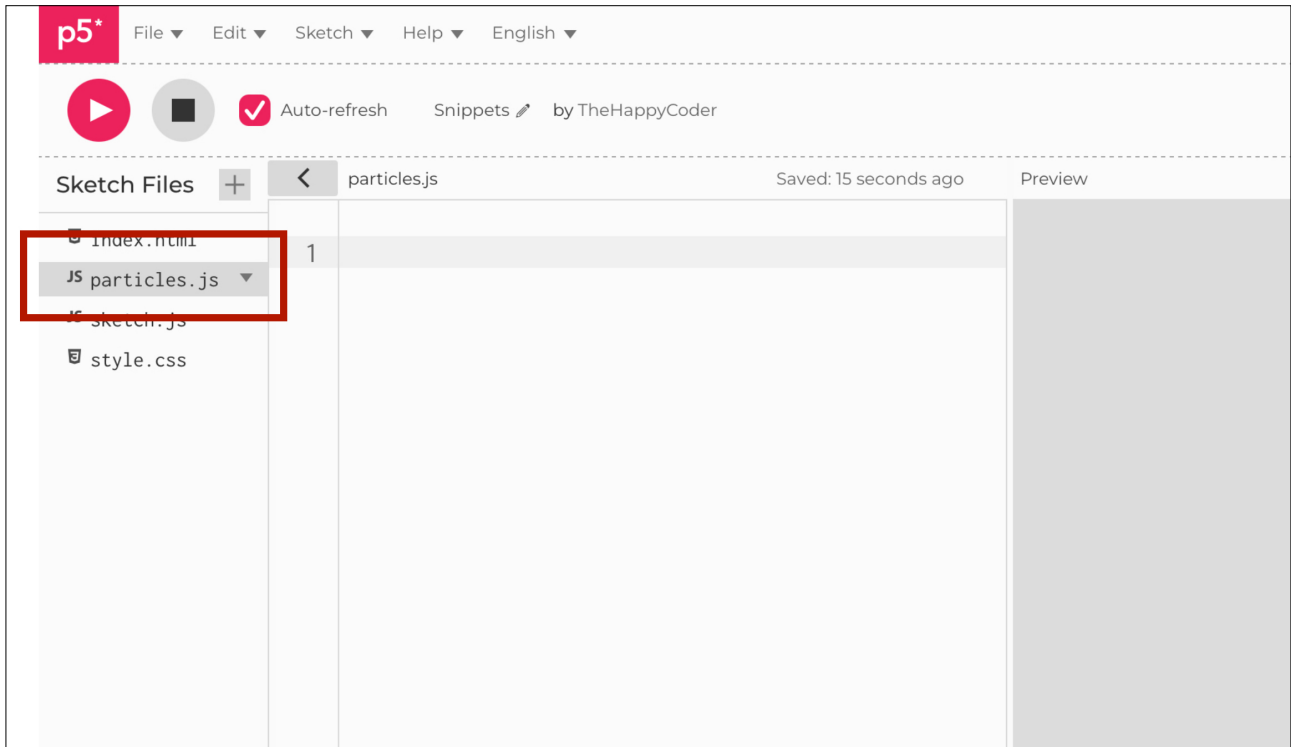 p5* File ▼ Edit ▼ Sketch ▼ Help ▼ English ▼
Auto-refresh Snippets by TheHappyCoder
Sketch Files + < particles.js Saved: 15 seconds ago Preview
index.html
1
JS particles.js ▼
JS sketch.js
style.css